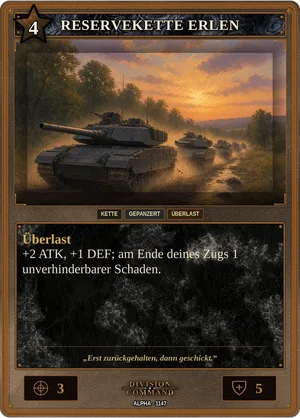 4
RESERVEKETTE ERLEN
KETTE GEPANZERT ÜBERLAST
Überlast
+2 ATK, +1 DEF; am Ende deines Zugs 1
unverhinderbarer Schaden.
„Erst zurückgehalten, dann geschickt.“
DIVISION
COMMAND
ALPHA 1147
3
5